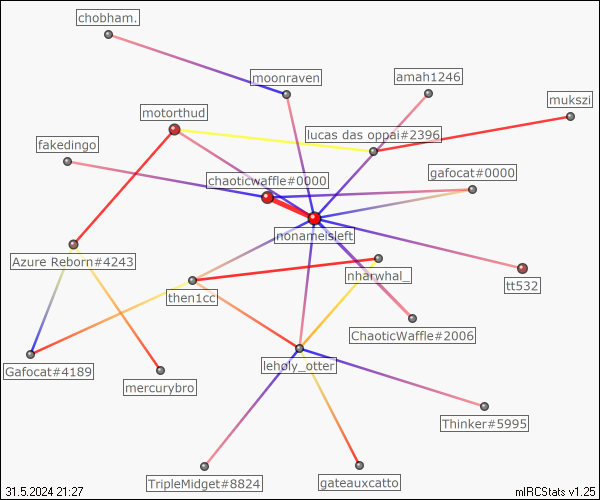 chobham.
moonraven
amah1246
mukszi
motorthud
lucas das oppai#2396
fakedingo
gafocat#0000
chaoticwaffle#0000
nonameisleft
Azure Reborn#4243
nharwhal_
tt532
then1cc
ChaoticWaffle#2006
Gafocat#4189
leholy_otter
mercurybro
Thinker#5995
TripleMidget#8824
gateauxcatto
31.5.2024 21:27
mIRCStats v1.25